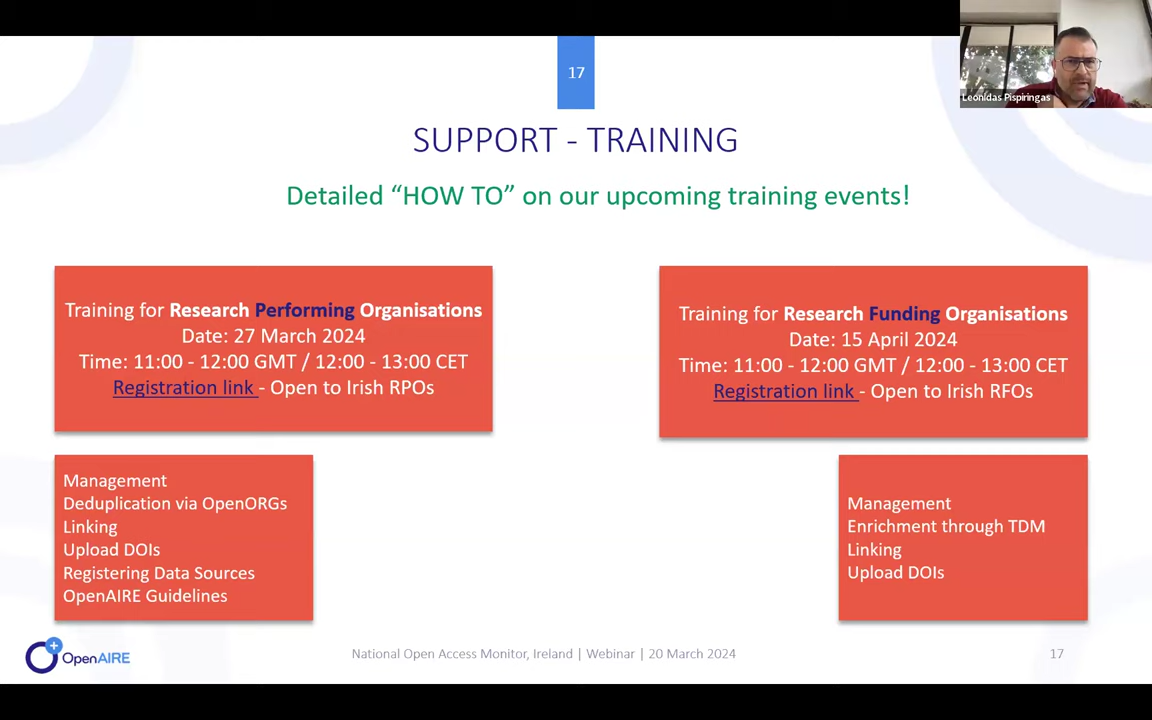 17
Leonidas Pispiringas
SUPPORT - TRAINING
Detailed “HOW TO” on our upcoming training events!
Training for Research Performing Organisations
Date: 27 March 2024
Time: 11:00 - 12:00 GMT / 12:00 - 13:00 CET
Registration link - Open to Irish RPOs
Training for Research Funding Organisations
Date: 15 April 2024
Time: 11:00 - 12:00 GMT / 12:00 - 13:00 CET
Registration link - Open to Irish RFOs
Management
Deduplication via OpenORGs
Linking
Upload DOIs
Registering Data Sources
OpenAIRE Guidelines
Management
Enrichment through TDM
Linking
Upload DOIs
OpenAIRE
National Open Access Monitor, Ireland | Webinar | 20 March 2024
17